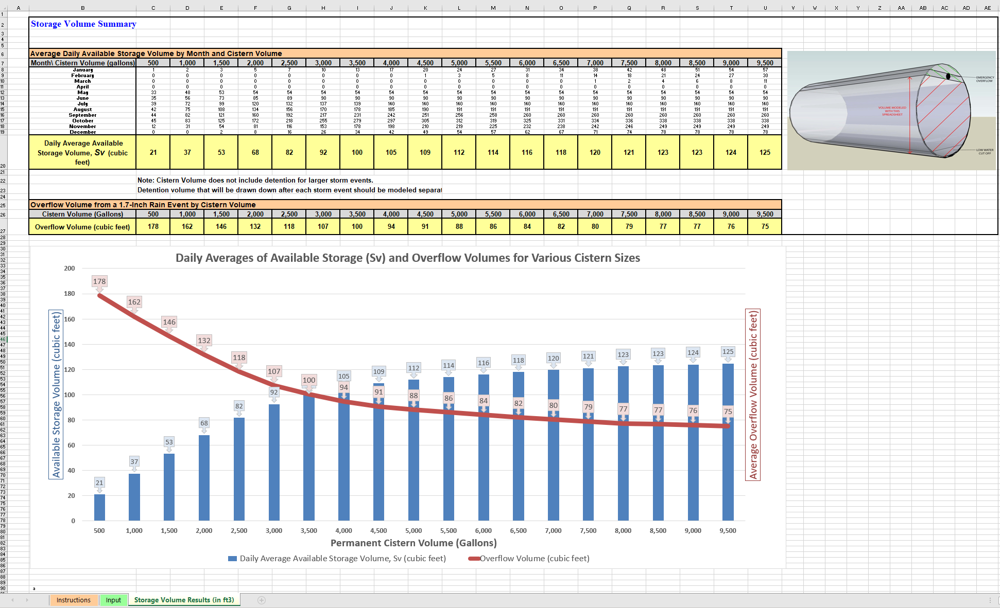 A B C D E F G H I J K L M N O P Q R S T U V W X Y Z AA AB AC AD AE
Storage Volume Summary
Average Daily Available Storage Volume by Month and Cistern Volume
Month\ Cistern Volume (gallons) 500 1,000 1,500 2,000 2,500 3,000 3,500 4,000 4,500 5,000 5,500 6,000 6,500 7,000 7,500 8,000 8,500 9,000 9,500
January 1 2 3 5 7 10 13 17 20 24 27 31 34 38 42 48 51 54 57
February 0 0 0 0 0 0 0 0 1 3 5 8 11 14 18 21 24 27 30
March 0 0 0 0 0 0 0 0 0 0 0 0 0 1 2 4 6 8 11
April 0 0 0 0 0 0 0 0 0 0 0 0 0 0 0 0 0 0 0
May 33 48 53 54 54 54 54 54 54 54 54 54 54 54 54 54 54 54 54
June 35 56 73 85 89 90 90 90 90 90 90 90 90 90 90 90 90 90 90
July 39 72 99 120 132 137 139 140 140 140 140 140 140 140 140 140 140 140 140
August 42 75 108 134 156 170 178 185 190 191 191 191 191 191 191 191 191 191 191
September 44 82 121 160 192 217 231 242 251 256 258 260 260 260 260 260 260 260 260
October 45 83 125 172 218 255 279 297 305 312 319 325 331 334 336 338 338 338 338
November 12 31 54 81 116 153 178 198 210 219 225 232 238 242 246 249 249 249 249
December 0 0 2 8 16 26 34 42 49 54 57 62 67 71 74 78 78 78 78
Daily Average Available
Storage Volume, Sv (cubic
feet)
21 37 53 68 82 92 100 105 109 112 114 116 118 120 121 123 123 124 125
EMERGENCY
OVERFLOW
VOLUME MODELED
WITH THIS
SPREADSHEET
LOW WATER
CUT OFF
Note: Cistern Volume does not include detention for larger storm events.
Detention volume that will be drawn down after each storm event should be modeled separat
Overflow Volume from a 1.7-Inch Rain Event by Cistern Volume
Cistern Volume (Gallons) 500 1,000 1,500 2,000 2,500 3,000 3,500 4,000 4,500 5,000 5,500 6,000 6,500 7,000 7,500 8,000 8,500 9,000 9,500
Overflow Volume (cubic feet) 178 162 146 132 118 107 100 94 91 88 86 84 82 80 79 77 77 76 75
Daily Averages of Available Storage (Sv) and Overflow Volumes for Various Cistern Sizes
Available Storage Volume (cubic feet)
200
180
160
140
120
100
80
60
40
20
0
178 162 146 132 118 107 100 94 91 88 86 84 82 80 79 77 77 76 75
21 37 53 68 82 92 105 109 112 114 116 118 120 121 123 123 124 125
Average Overflow Volume (cubic feet)
500 1,000 1,500 2,000 2,500 3,000 3,500 4,000 4,500 5,000 5,500 6,000 6,500 7,000 7,500 8,000 8,500 9,000 9,500
Permanent Cistern Volume (Gallons)
Daily Average Available Storage Volume, Sv (cubic feet) Overflow Volume (cubic feet)
a
Instructions Input Storage Volume Results (in ft3)